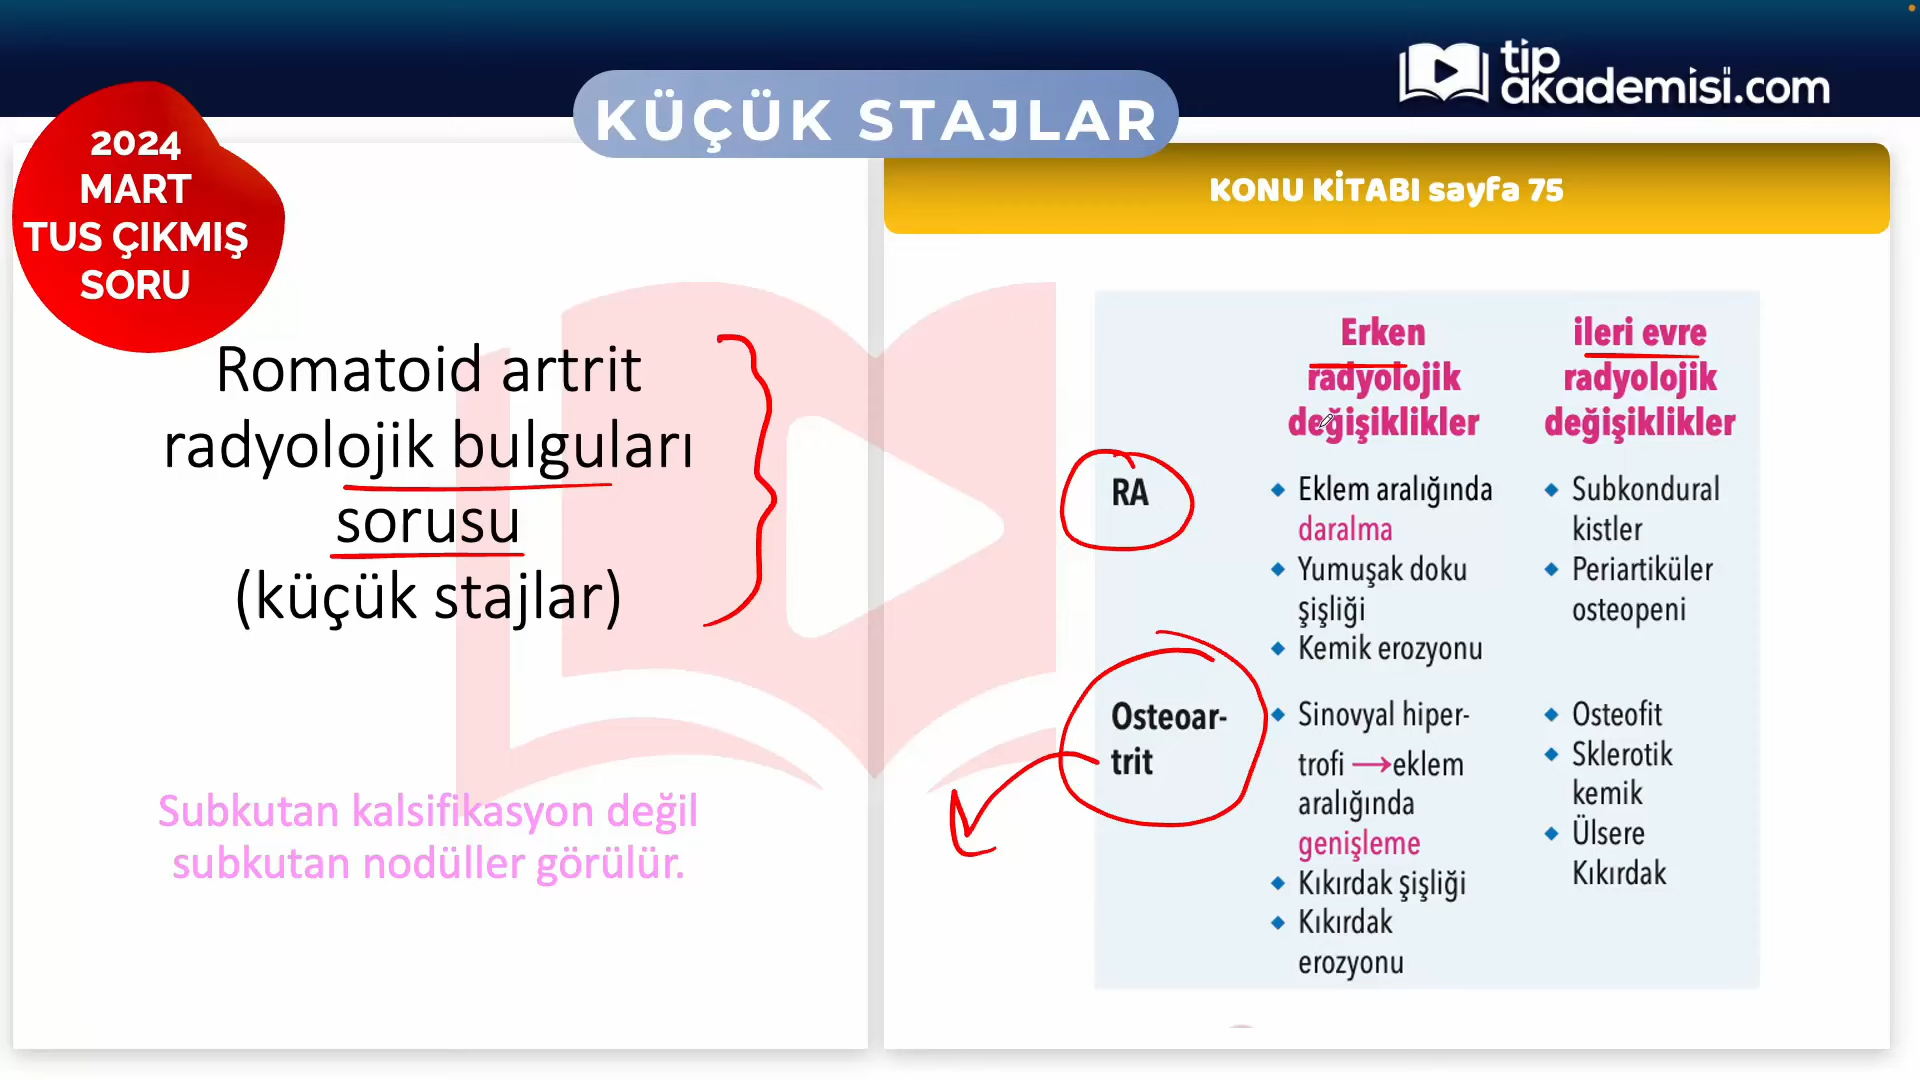 tıp
akademisi.com
KÜÇÜK STAJLAR
2024
MART
TUS ÇIKMIŞ
SORU
KONU KİTABI sayfa 75
Romatoid artrit
radyolojik bulguları
sorusu
(küçük stajlar)
Subkutan kalsifikasyon değil
subkutan nodüller görülür.
Erken
radyolojik
değişiklikler
ileri evre
radyolojik
değişiklikler
RA
Eklem aralığında
daralma
Yumuşak doku
şişliği
Kemik erozyonu
Subkondural
kistler
Periartiküler
osteopeni
Osteoar-
trit
Sinovyal hiper-
trofi →eklem
aralığında
genişleme
Kıkırdak şişliği
Kıkırdak
erozyonu
Osteofit
Sklerotik
kemik
Ülsere
Kıkırdak